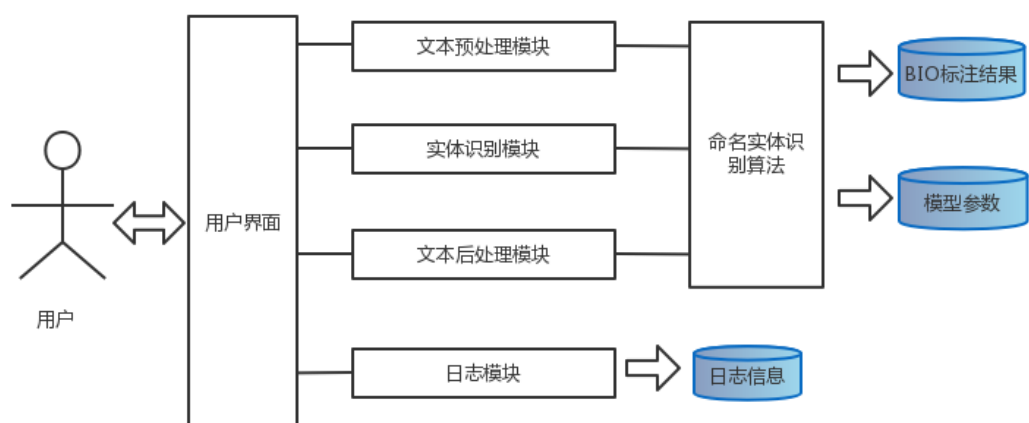 文本预处理模块
BIO标注结果
实体识别模块
命名实体识
别算法
用户界面
模型参数
文本后处理模块
用户
日志模块
日志信息